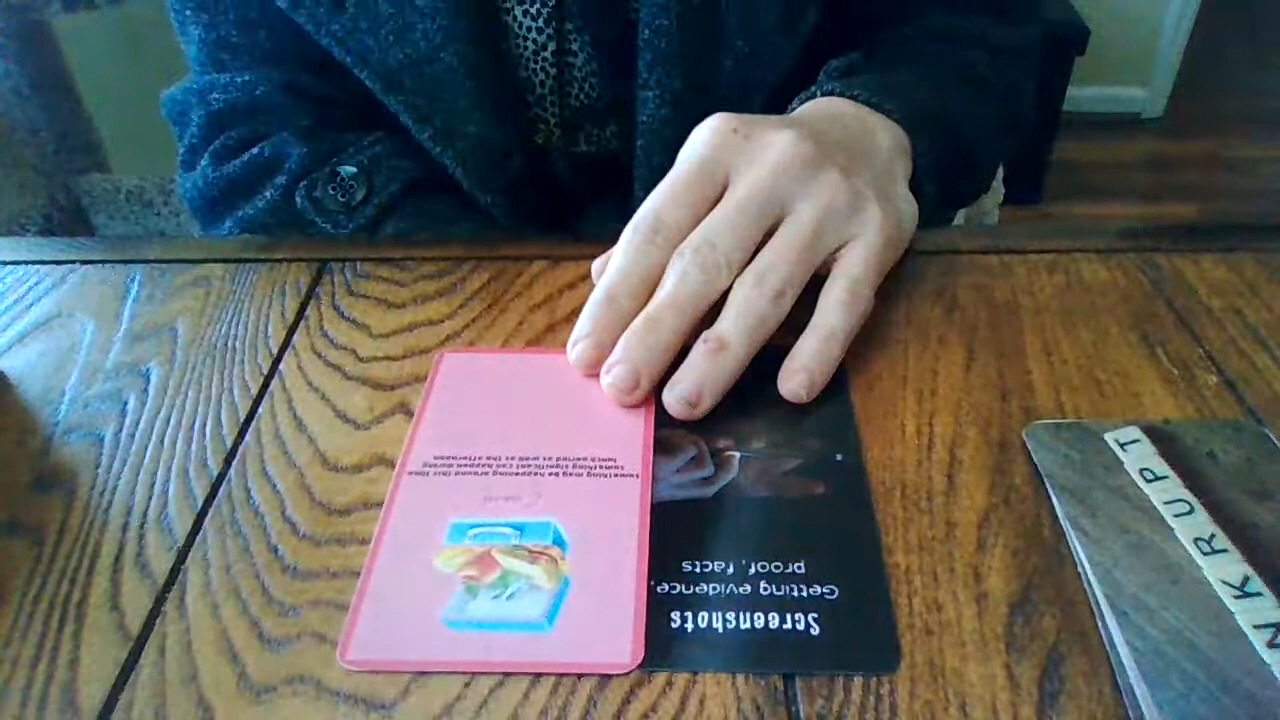 Something may be happening around this time
something significant can happen during
lunch period as well as the afternoon
Screenshots
Getting evidence,
proof, facts
NKRUPT